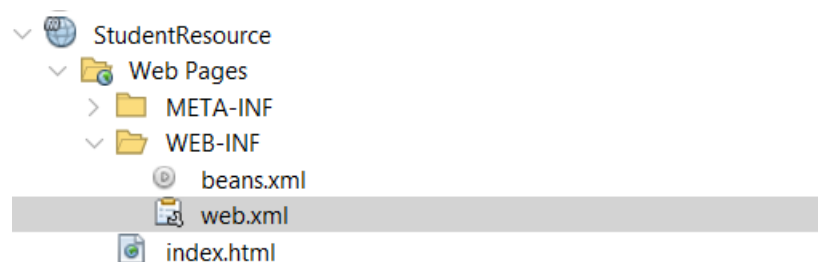 StudentResource
Web Pages
META-INF
WEB-INF
beans.xml
web.xml
index.html